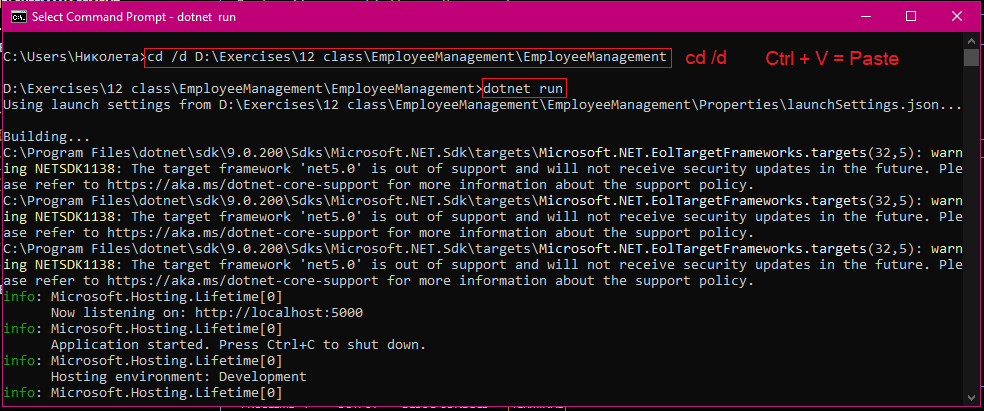 Select Command Prompt - dotnet run
C:\Users\Николета>cd /d D:\Exercises\12 class\EmployeeManagement\EmployeeManagement cd /d Ctrl + V = Paste
D:\Exercises\12 class\EmployeeManagement\EmployeeManagement>dotnet run
Using launch settings from D:\Exercises\12 class\EmployeeManagement\EmployeeManagement\Properties\launchSettings.json...
Building...
C:\Program Files\dotnet\sdk\9.0.200\Sdks\Microsoft.NET.Sdk\targets\Microsoft.NET.EolTargetFrameworks.targets(32,5): warn
ing NETSDK1138: The target framework 'net5.0' is out of support and will not receive security updates in the future. Ple
ase refer to https://aka.ms/dotnet-core-support for more information about the support policy.
C:\Program Files\dotnet\sdk\9.0.200\Sdks\Microsoft.NET.Sdk\targets\Microsoft.NET.EolTargetFrameworks.targets(32,5): warn
ing NETSDK1138: The target framework 'net5.0' is out of support and will not receive security updates in the future. Ple
ase refer to https://aka.ms/dotnet-core-support for more information about the support policy.
C:\Program Files\dotnet\sdk\9.0.200\Sdks\Microsoft.NET.Sdk\targets\Microsoft.NET.EolTargetFrameworks.targets(32,5): warn
ing NETSDK1138: The target framework 'net5.0' is out of support and will not receive security updates in the future. Ple
ase refer to https://aka.ms/dotnet-core-support for more information about the support policy.
info: Microsoft.Hosting.Lifetime[0]
Now listening on: http://localhost:5000
info: Microsoft.Hosting.Lifetime[0]
Application started. Press Ctrl+C to shut down.
info: Microsoft.Hosting.Lifetime[0]
Hosting environment: Development
info: Microsoft.Hosting.Lifetime[0]